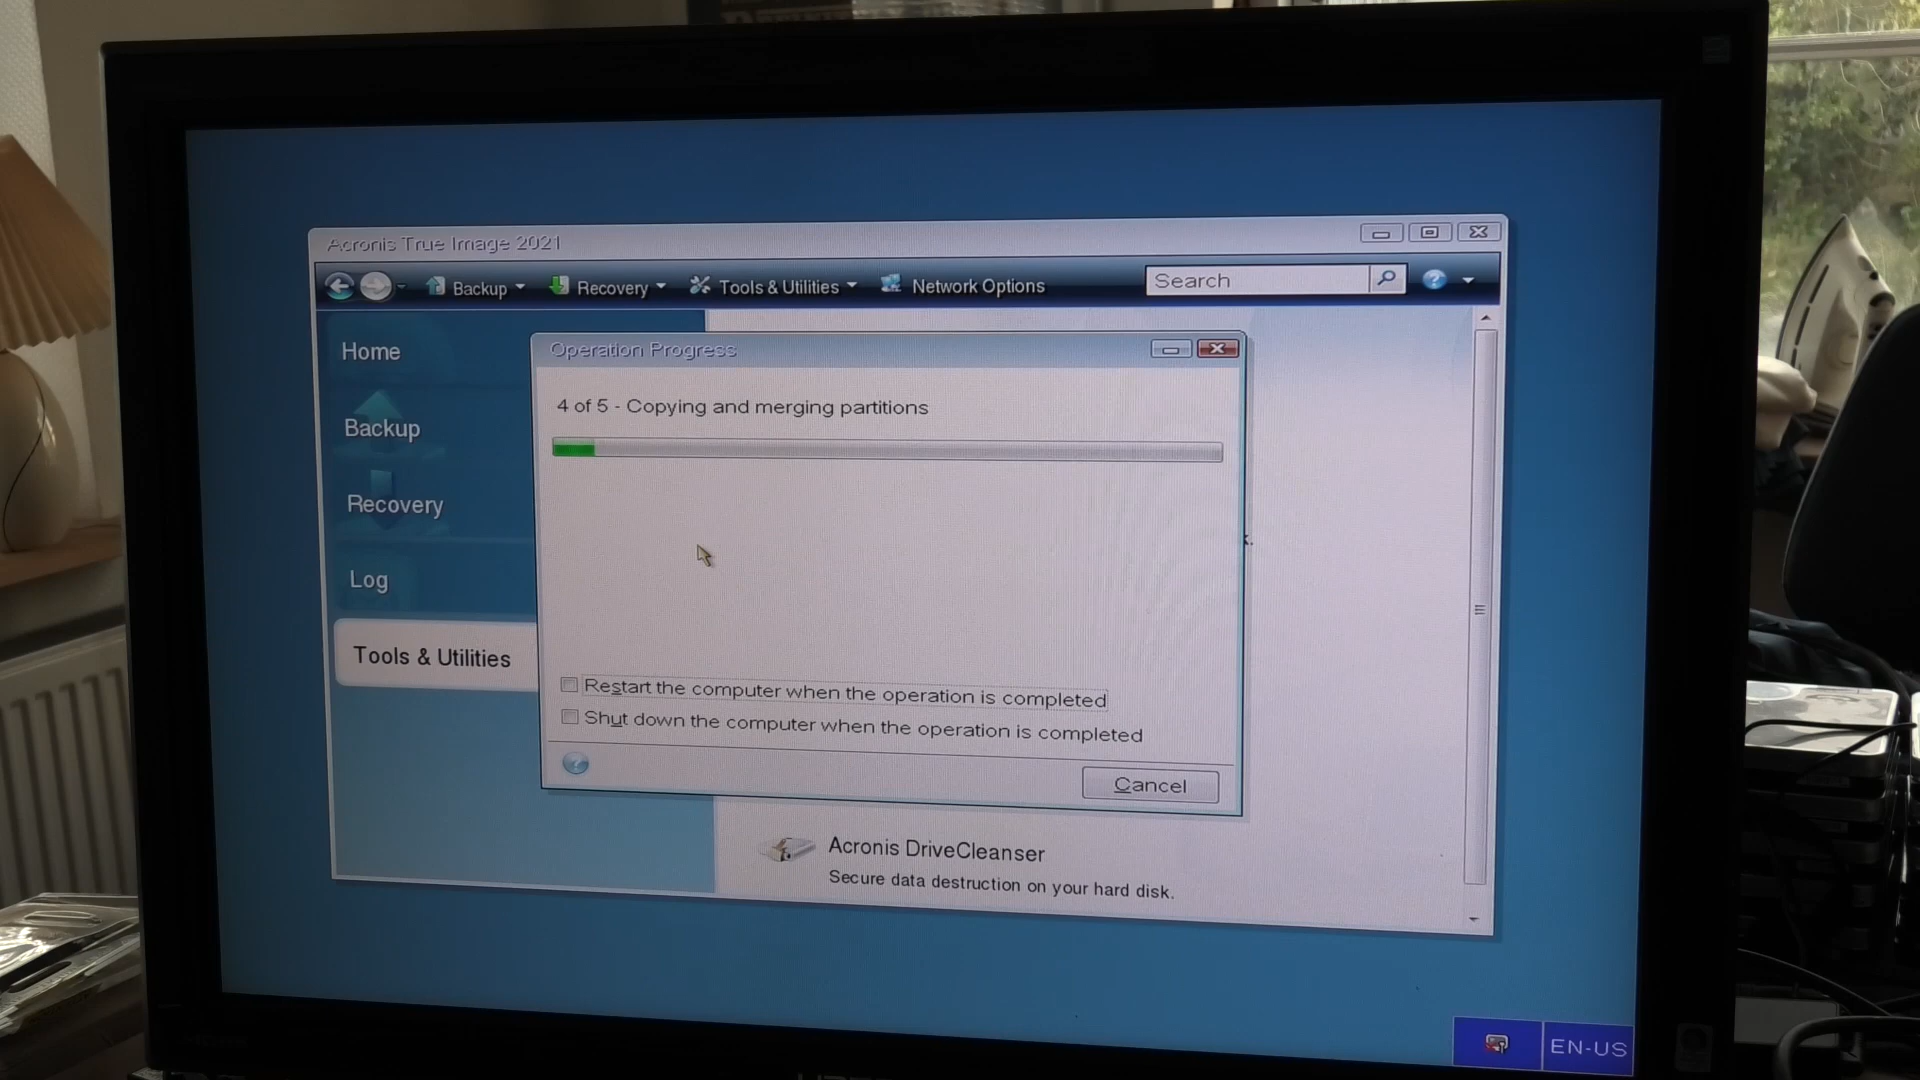 Acronis True Image 2021
Backup Recovery Tools & Utilities Network Options Search
Home
Backup
Recovery
Log
Tools & Utilities
Operation Progress
4 of 5 - Copying and merging partitions
Restart the computer when the operation is completed
Shut down the computer when the operation is completed
Cancel
Acronis DriveCleanser
Secure data destruction on your hard disk.
EN-US